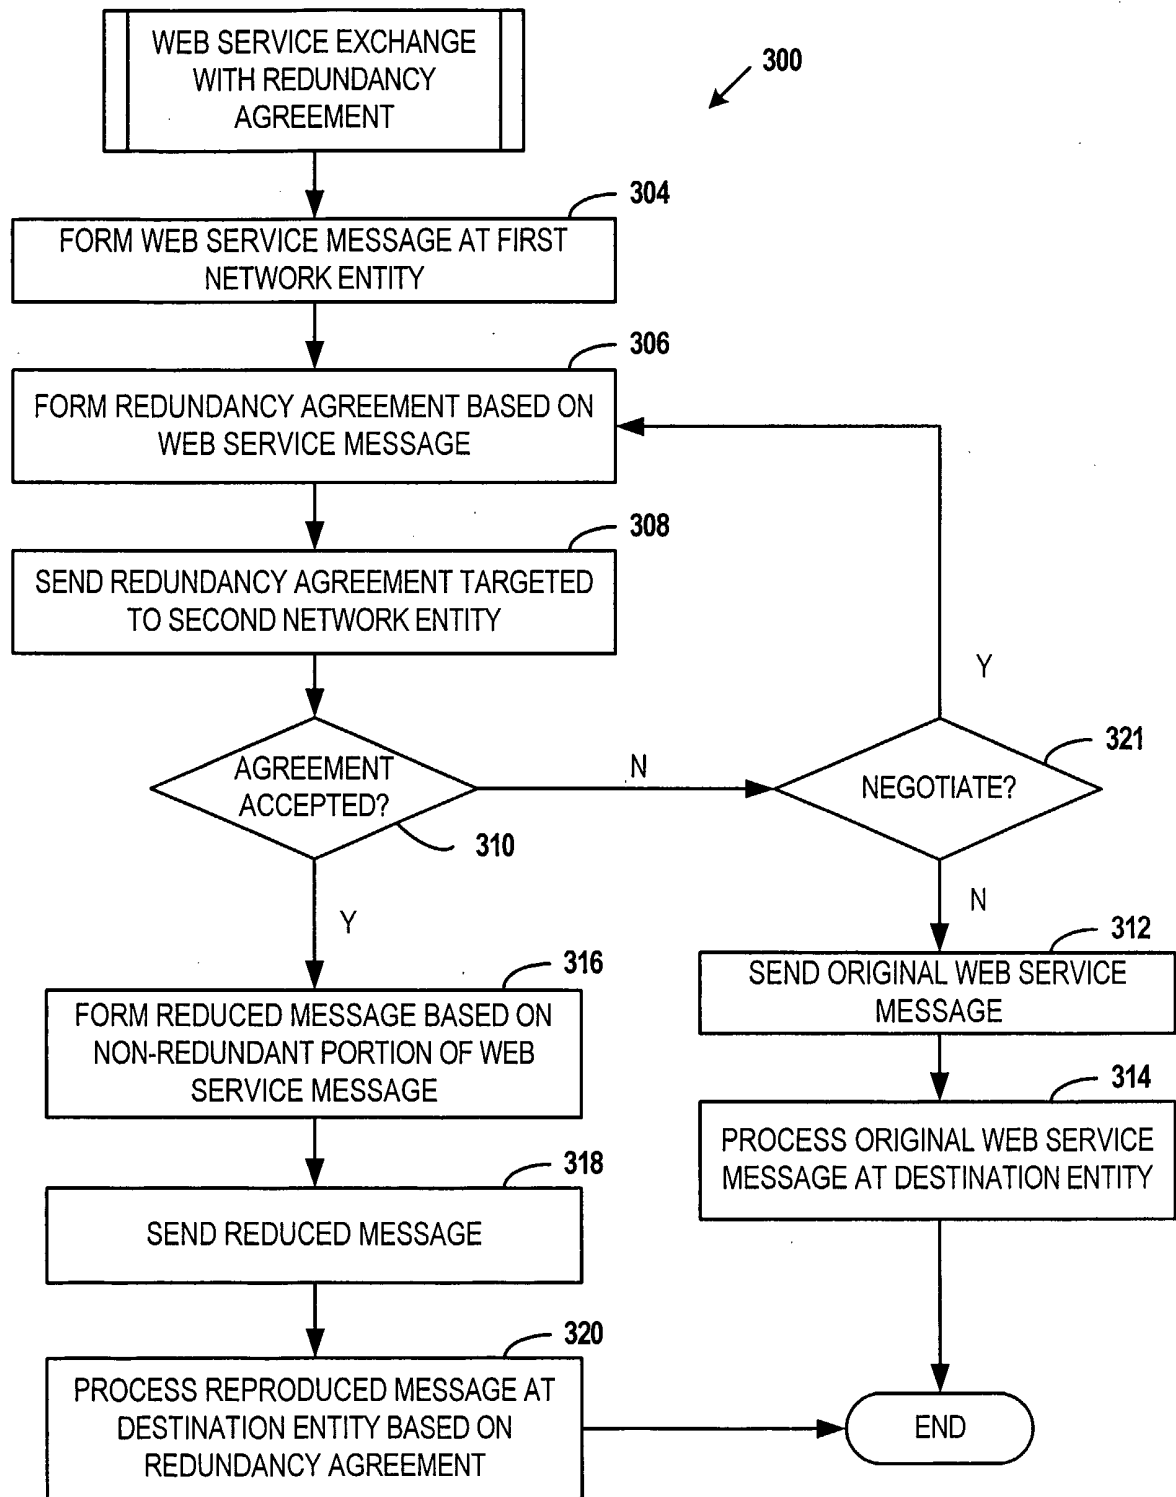 WEB SERVICE EXCHANGE
WITH REDUNDANCY
AGREEMENT
300
304
FORM WEB SERVICE MESSAGE AT FIRST
NETWORK ENTITY
306
FORM REDUNDANCY AGREEMENT BASED ON
WEB SERVICE MESSAGE
308
SEND REDUNDANCY AGREEMENT TARGETED
TO SECOND NETWORK ENTITY
Y
AGREEMENT
ACCEPTED?
310
N
NEGOTIATE?
321
Y
N
316
FORM REDUCED MESSAGE BASED ON
NON-REDUNDANT PORTION OF WEB
SERVICE MESSAGE
312
SEND ORIGINAL WEB SERVICE
MESSAGE
314
PROCESS ORIGINAL WEB SERVICE
MESSAGE AT DESTINATION ENTITY
318
SEND REDUCED MESSAGE
320
PROCESS REPRODUCED MESSAGE AT
DESTINATION ENTITY BASED ON
REDUNDANCY AGREEMENT
END